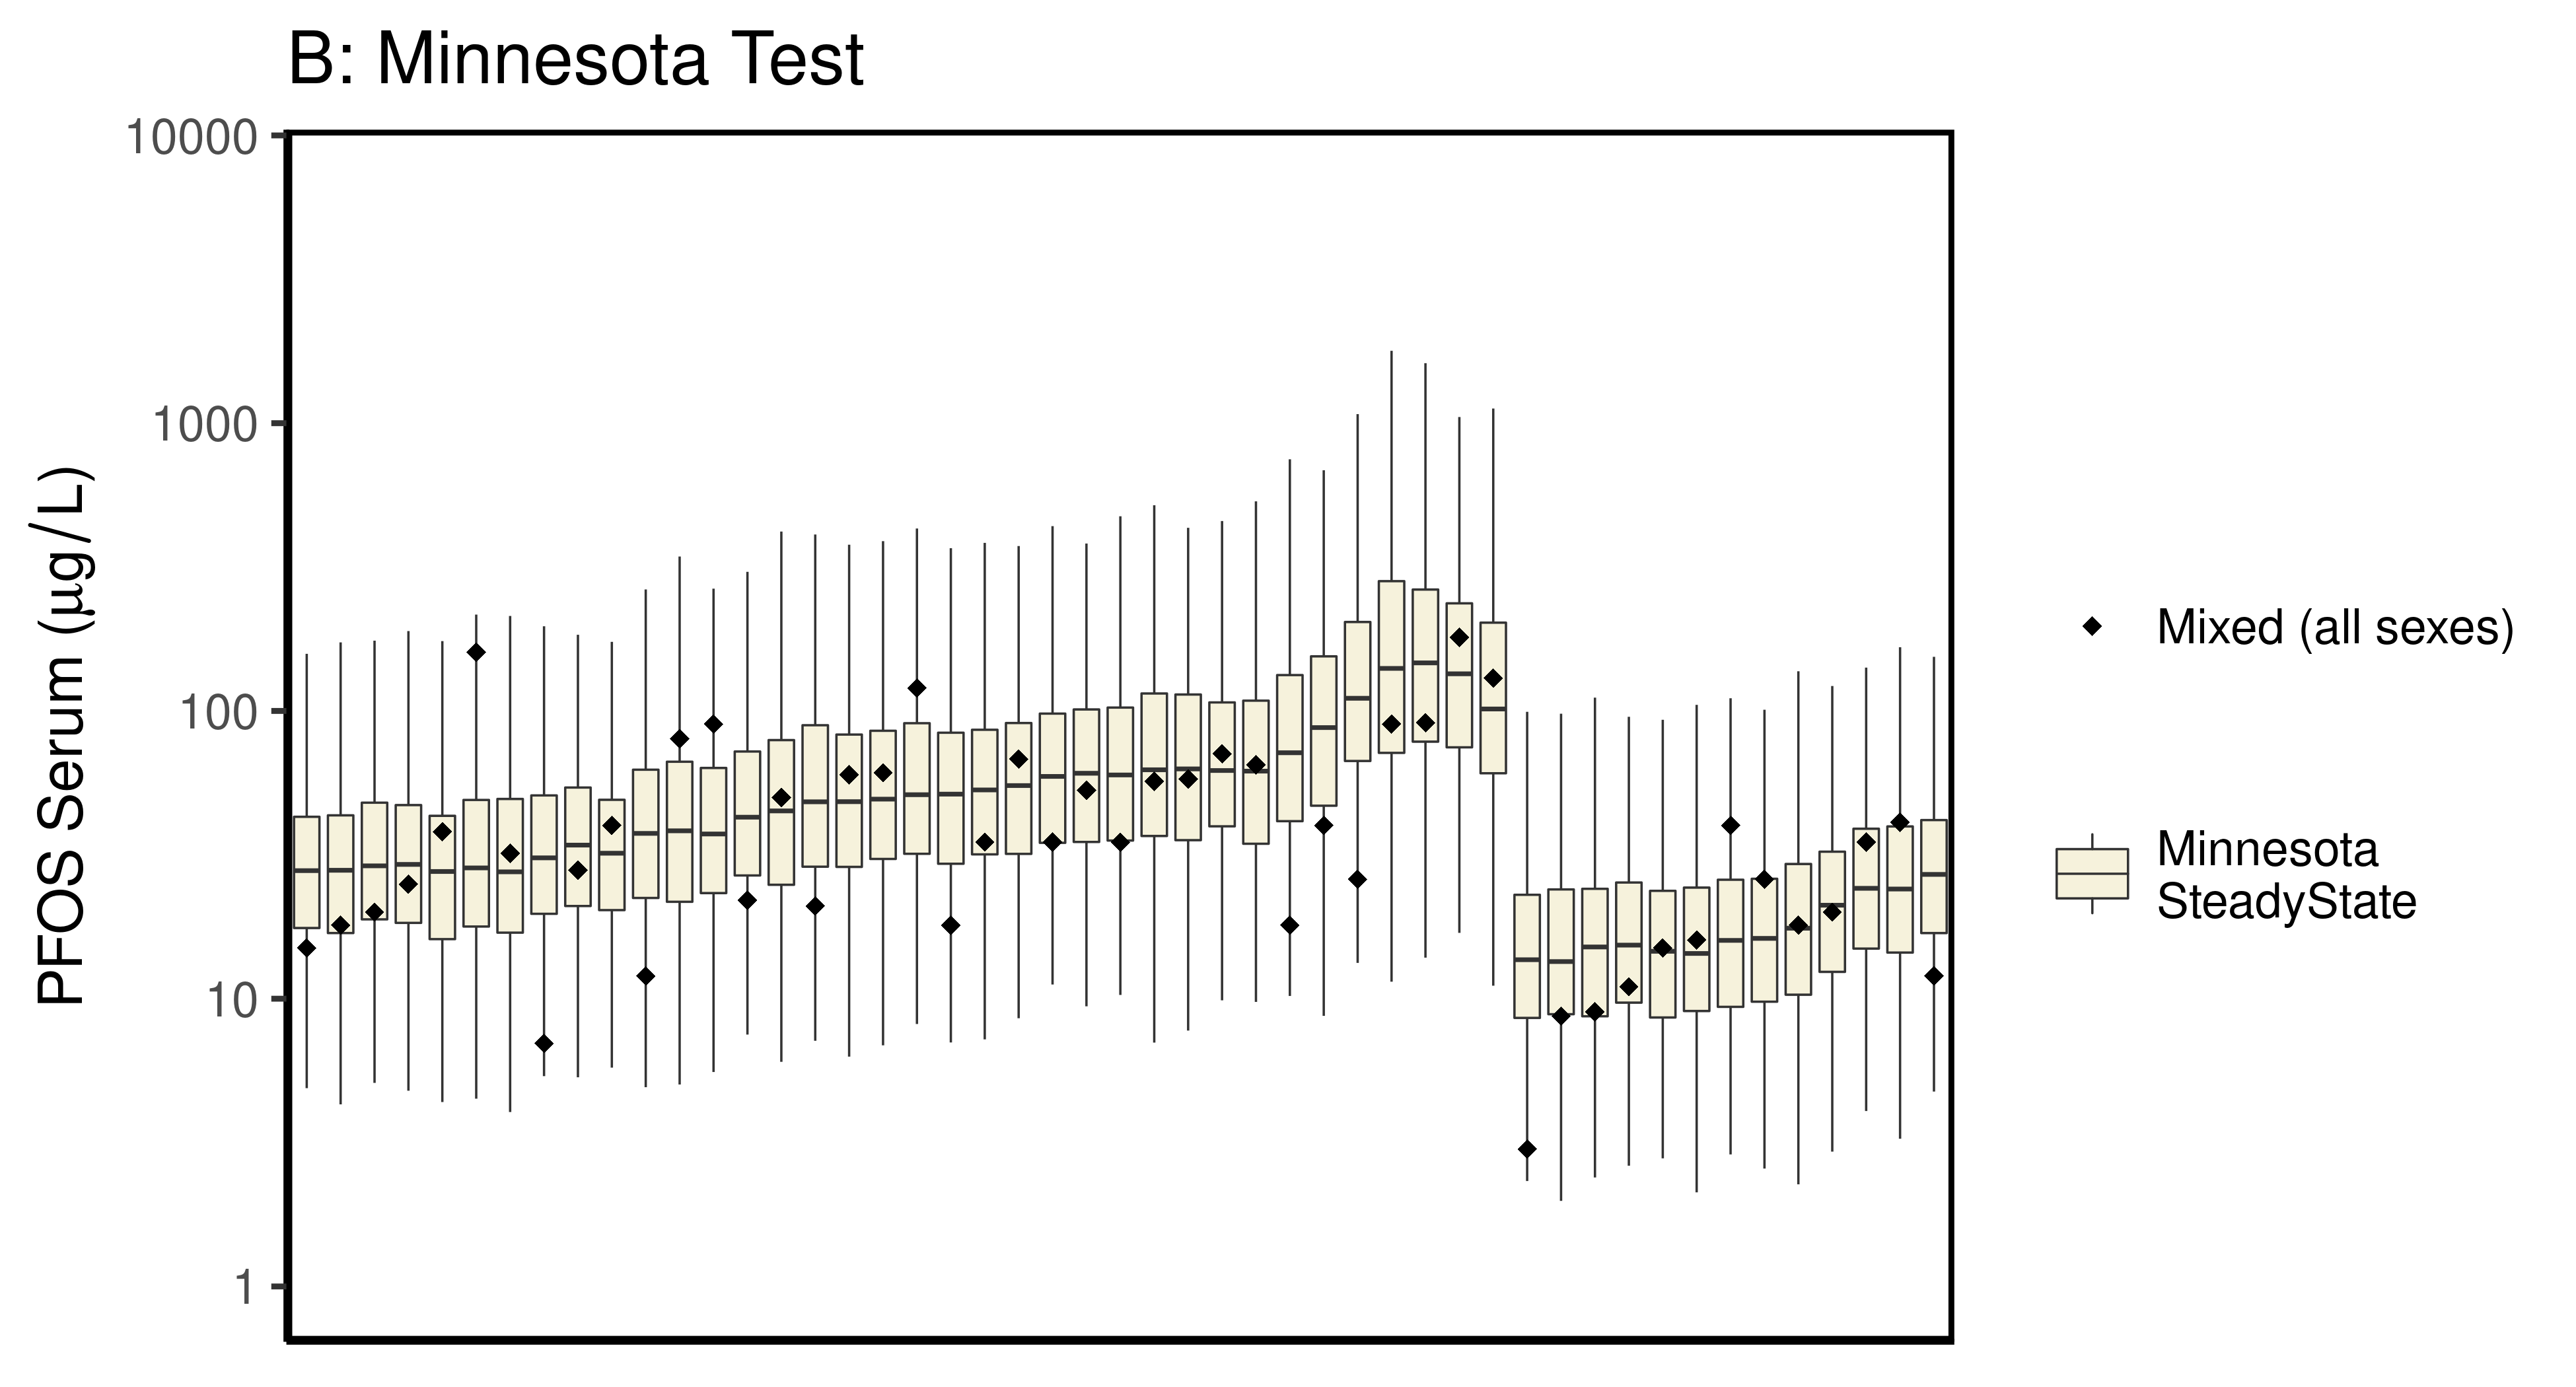 B: Minnesota Test
10000
1000
100
10
1
PFOS Serum (μg/L)
Mixed (all sexes)
Minnesota
SteadyState